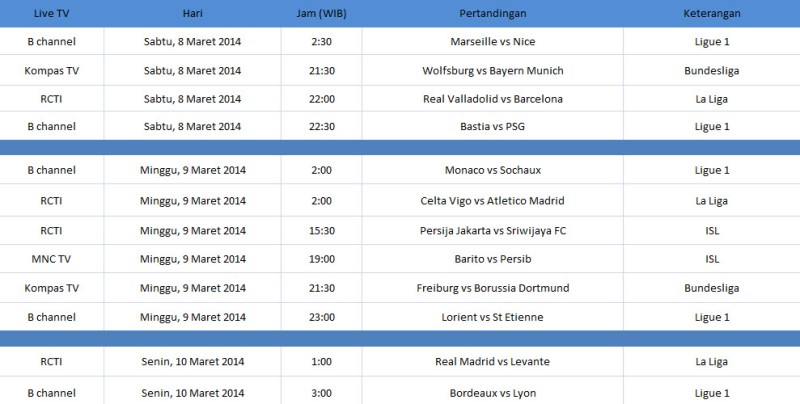 Live TV Hari Jam (WIB) Pertandingan Keterangan
B channel Sabtu, 8 Maret 2014 2:30 Marseille vs Nice Ligue 1
Kompas TV Sabtu, 8 Maret 2014 21:30 Wolfsburg vs Bayern Munich Bundesliga
RCTI Sabtu, 8 Maret 2014 22:00 Real Valladolid vs Barcelona La Liga
B channel Sabtu, 8 Maret 2014 22:30 Bastia vs PSG Ligue 1
B channel Minggu, 9 Maret 2014 2:00 Monaco vs Sochaux Ligue 1
RCTI Minggu, 9 Maret 2014 2:00 Celta Vigo vs Atletico Madrid La Liga
RCTI Minggu, 9 Maret 2014 15:30 Persija Jakarta vs Sriwijaya FC ISL
MNC TV Minggu, 9 Maret 2014 19:00 Barito vs Persib ISL
Kompas TV Minggu, 9 Maret 2014 21:30 Freiburg vs Borussia Dortmund Bundesliga
B channel Minggu, 9 Maret 2014 23:00 Lorient vs St Etienne Ligue 1
RCTI Senin, 10 Maret 2014 1:00 Real Madrid vs Levante La Liga
B channel Senin, 10 Maret 2014 3:00 Bordeaux vs Lyon Ligue 1